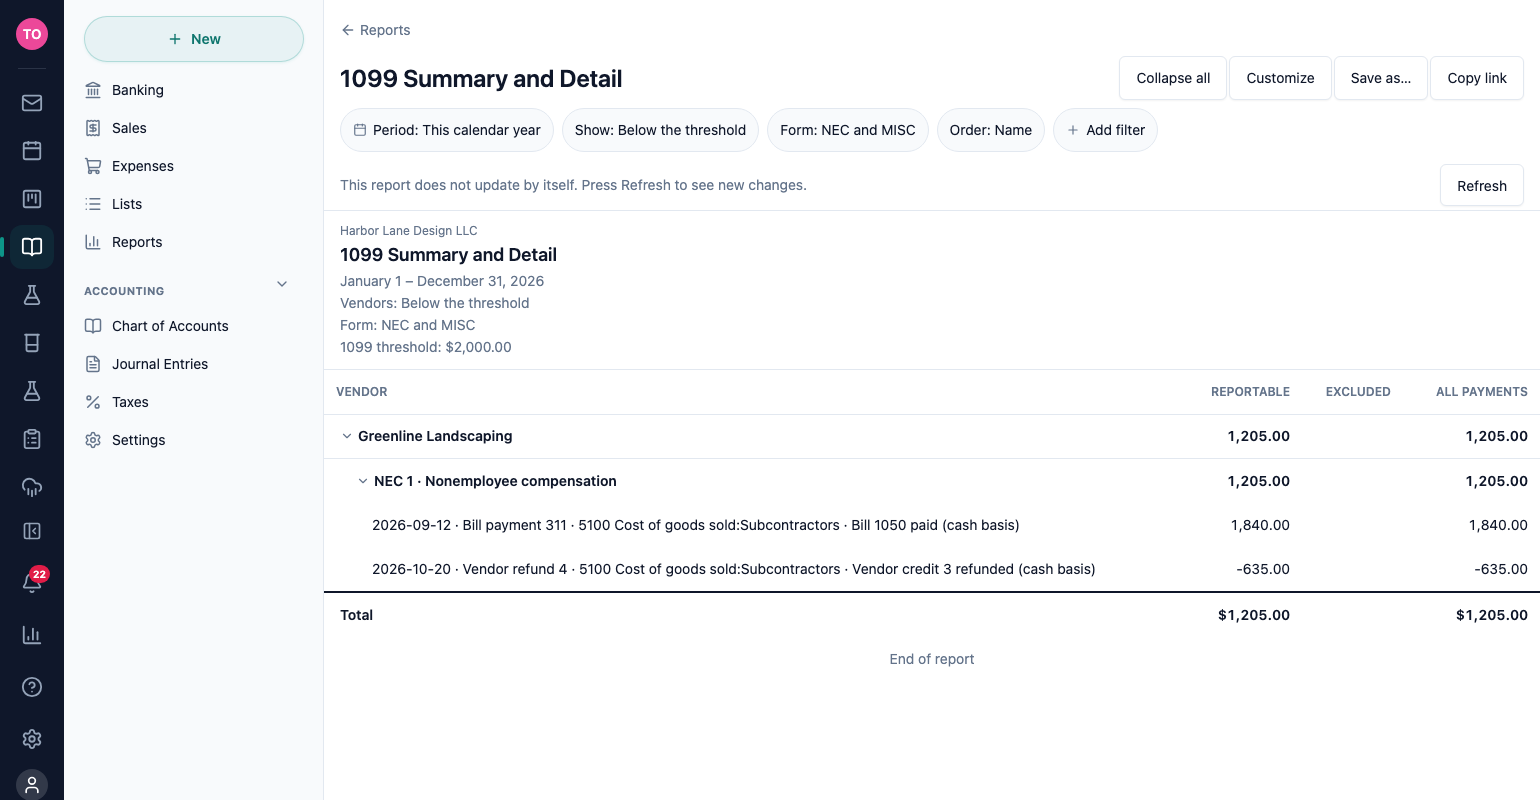 TO
New
Banking
Sales
Expenses
Lists
Reports
ACCOUNTING
Chart of Accounts
Journal Entries
Taxes
Settings
22
Reports
1099 Summary and Detail
Collapse all
Customize
Save as...
Copy link
Period: This calendar year
Show: Below the threshold
Form: NEC and MISC
Order: Name
Add filter
This report does not update by itself. Press Refresh to see new changes.
Refresh
Harbor Lane Design LLC
1099 Summary and Detail
January 1 – December 31, 2026
Vendors: Below the threshold
Form: NEC and MISC
1099 threshold: $2,000.00
VENDOR REPORTABLE EXCLUDED ALL PAYMENTS
Greenline Landscaping 1,205.00 1,205.00
NEC 1 · Nonemployee compensation 1,205.00 1,205.00
2026-09-12 · Bill payment 311 · 5100 Cost of goods sold:Subcontractors · Bill 1050 paid (cash basis) 1,840.00 1,840.00
2026-10-20 · Vendor refund 4 · 5100 Cost of goods sold:Subcontractors · Vendor credit 3 refunded (cash basis) -635.00 -635.00
Total $1,205.00 $1,205.00
End of report